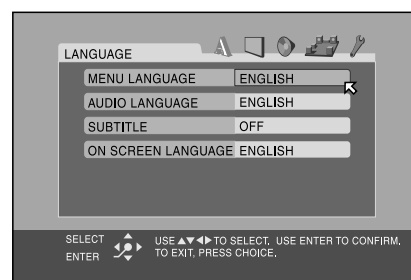 LANGUAGE
MENU LANGUAGE ENGLISH
AUDIO LANGUAGE ENGLISH
SUBTITLE OFF
ON SCREEN LANGUAGE ENGLISH
SELECT
ENTER
USE ▲▼◀▶ TO SELECT, USE ENTER TO CONFIRM.
TO EXIT, PRESS CHOICE.